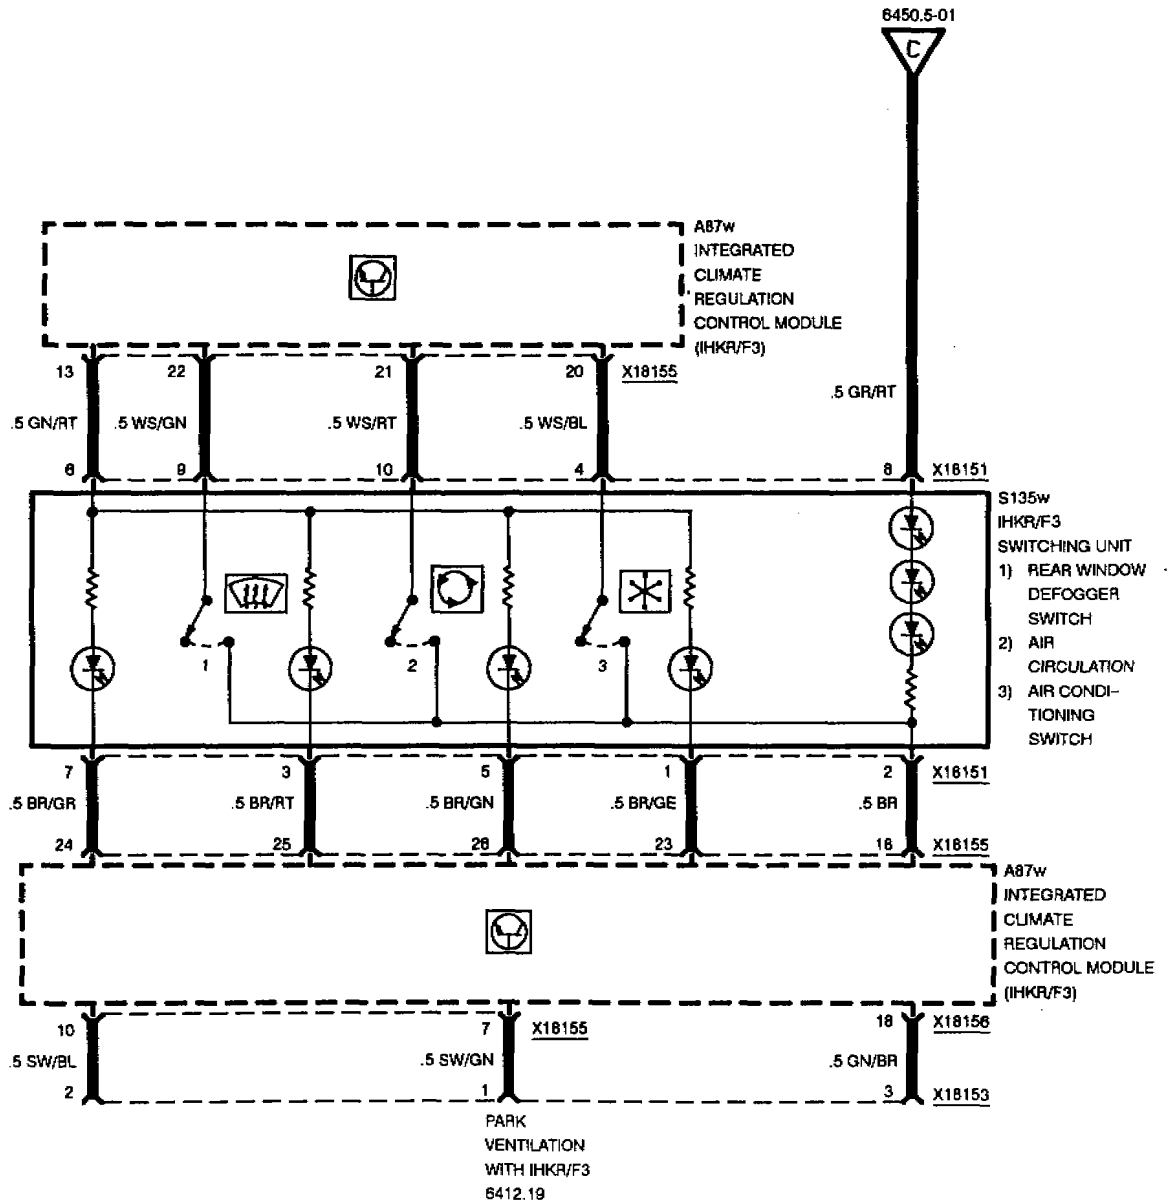 6450.5-01
C
A87w
INTEGRATED
CLIMATE
REGULATION
CONTROL MODULE
(IHKR/F3)
13 22 21 20 X18155
.5 GN/RT .5 WS/GN .5 WS/RT .5 WS/BL .5 GR/RT
6 9 10 4 8 X18151
S135w
IHKR/F3
SWITCHING UNIT
1) REAR WINDOW
DEFOGGER
SWITCH
2) AIR
CIRCULATION
3) AIR CONDI-
TIONING
SWITCH
1 2 3
7 3 5 1 2 X18151
.5 BR/GR .5 BR/RT .5 BR/GN .5 BR/GE .5 BR
24 25 26 23 16 X18155
A87w
INTEGRATED
CLIMATE
REGULATION
CONTROL MODULE
(IHKR/F3)
10 7 X18155 18 X18156
.5 SW/BL .5 SW/GN .5 GN/BR
2 1 3 X18153
PARK
VENTILATION
WITH IHKR/F3
6412.19